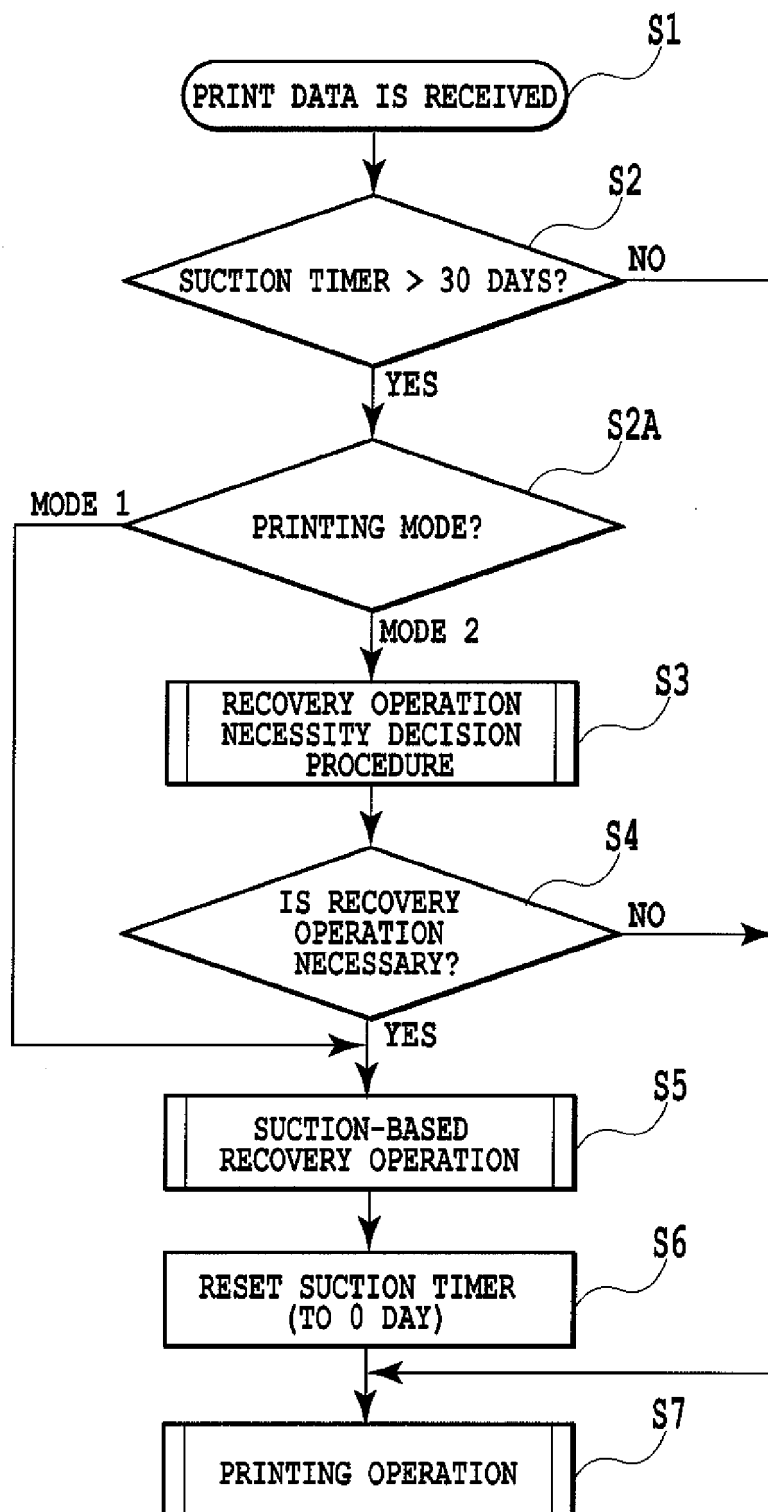 S1
PRINT DATA IS RECEIVED
S2
SUCTION TIMER > 30 DAYS?
NO
YES
S2A
MODE 1
PRINTING MODE?
MODE 2
S3
RECOVERY OPERATION
NECESSITY DECISION
PROCEDURE
S4
IS RECOVERY
OPERATION
NECESSARY?
NO
YES
S5
SUCTION-BASED
RECOVERY OPERATION
S6
RESET SUCTION TIMER
(TO 0 DAY)
S7
PRINTING OPERATION